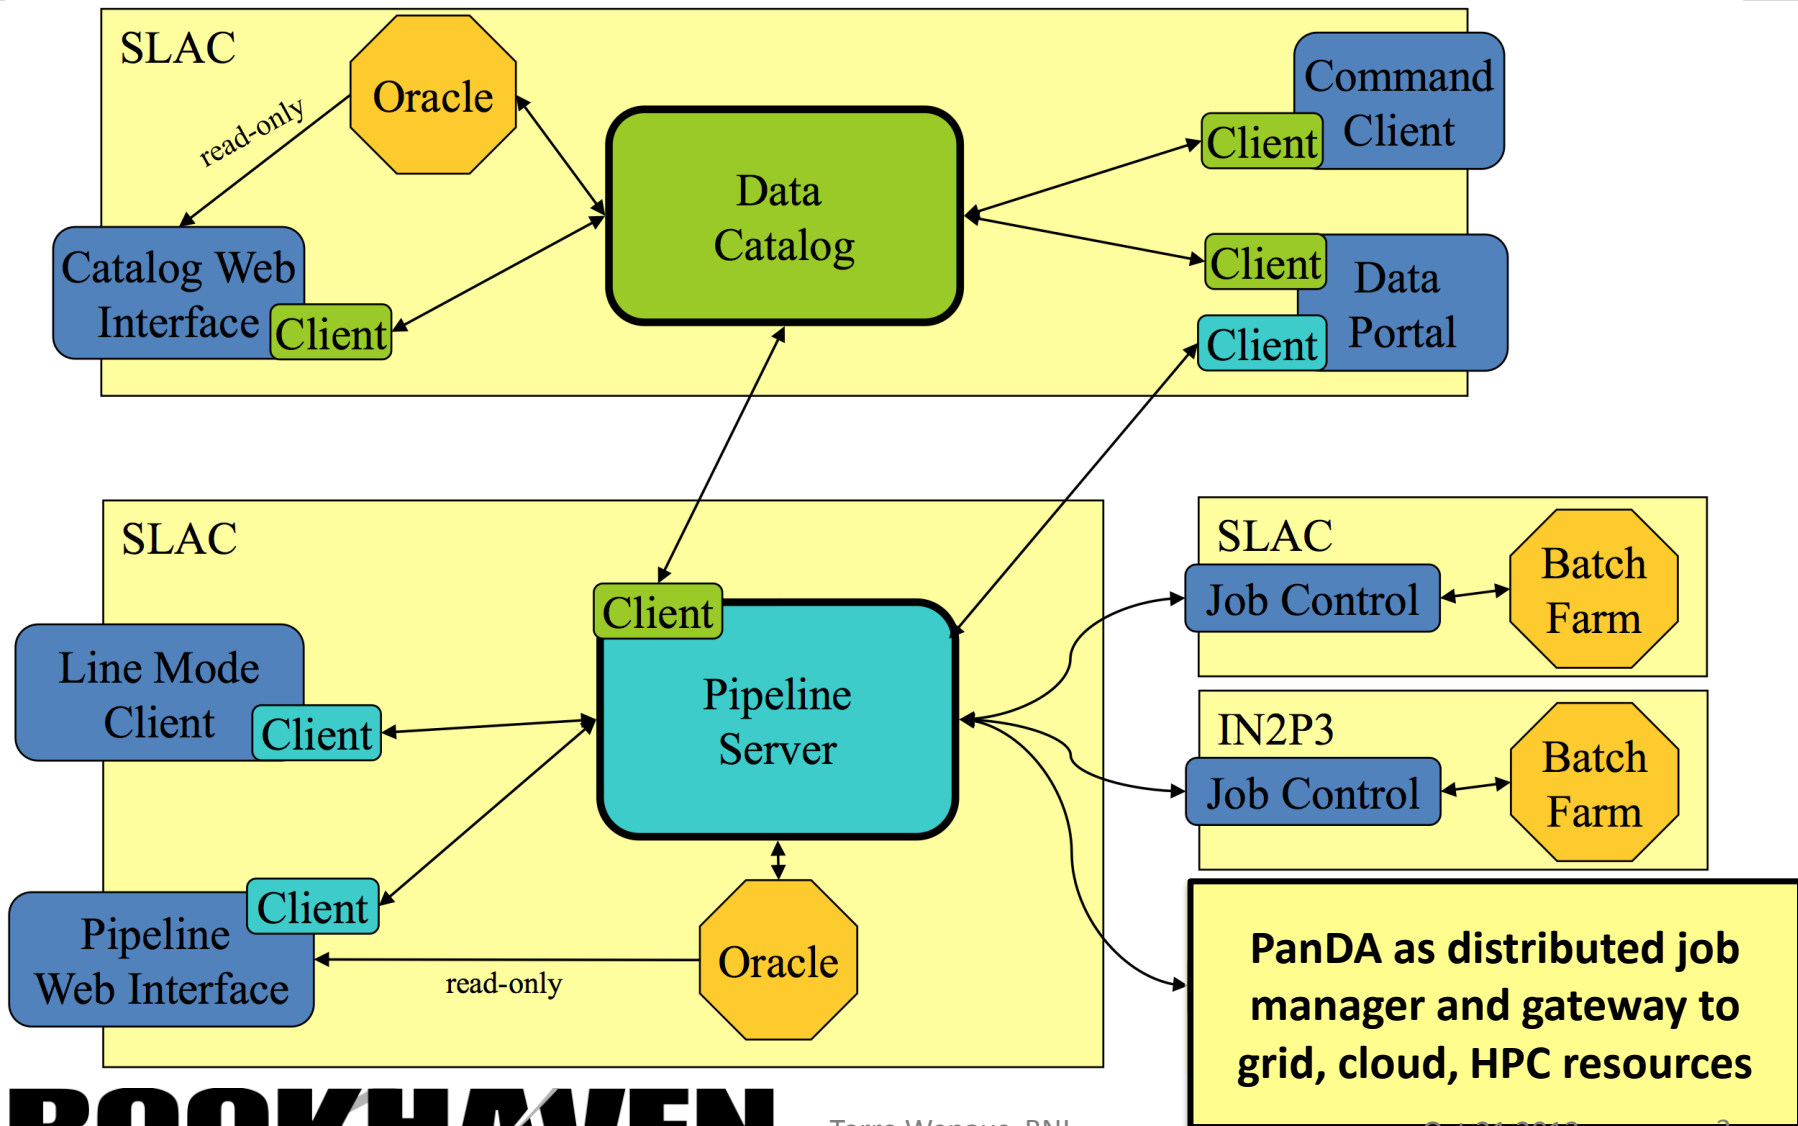 SLAC
Oracle
read-only
Catalog Web
Interface
Client
Data
Catalog
Command
Client
Client
Client
Data
Portal
Client
SLAC
Client
Line Mode
Client
Client
Pipeline
Server
Client
Pipeline
Web Interface
read-only
Oracle
SLAC
Job Control
Batch
Farm
IN2P3
Job Control
Batch
Farm
PanDA as distributed job
manager and gateway to
grid, cloud, HPC resources